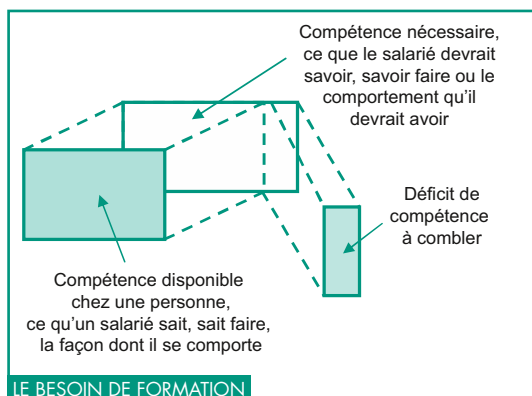 Compétence nécessaire,
ce que le salarié devrait
savoir, savoir faire ou le
comportement qu'il
devrait avoir
Déficit de
compétence
à combler
Compétence disponible
chez une personne,
ce qu'un salarié sait, sait faire,
la façon dont il se comporte
LE BESOIN DE FORMATION